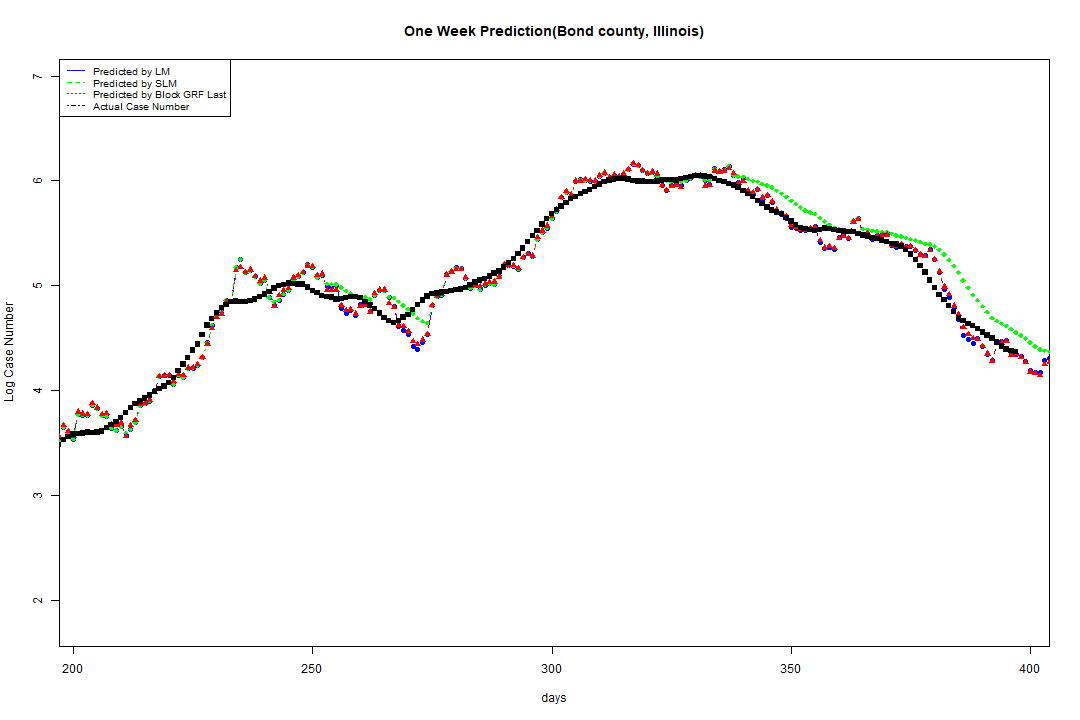 One Week Prediction(Bond county, Illinois)
Predicted by LM
Predicted by SLM
Predicted by Block GRF Last
Actual Case Number
7
6
5
4
3
2
Log Case Number
200 250 300 350 400
days